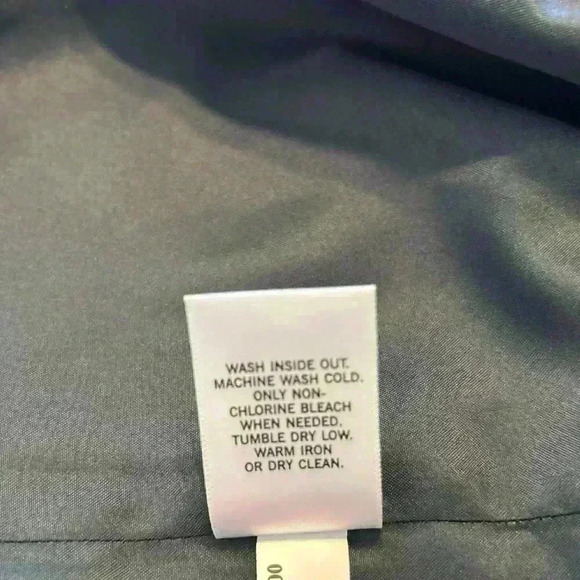 WASH INSIDE OUT.
MACHINE WASH COLD.
ONLY NON-
CHLORINE BLEACH
WHEN NEEDED.
TUMBLE DRY LOW.
WARM IRON
OR DRY CLEAN.
00